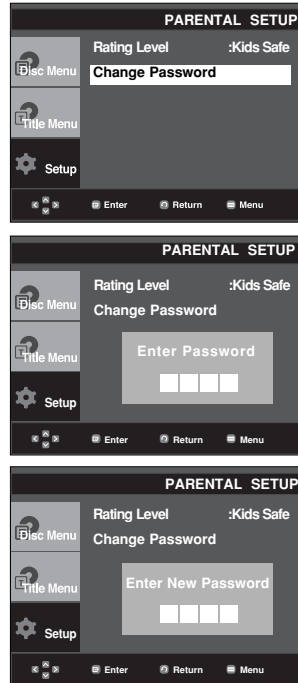 PARENTAL SETUP
Rating Level :Kids Safe
Disc Menu
Change Password
Title Menu
Setup
Enter Return Menu
PARENTAL SETUP
Rating Level :Kids Safe
Disc Menu
Change Password
Enter Password
Title Menu
Setup
Enter Return Menu
PARENTAL SETUP
Rating Level :Kids Safe
Disc Menu
Change Password
Enter New Password
Title Menu
Setup
Enter Return Menu